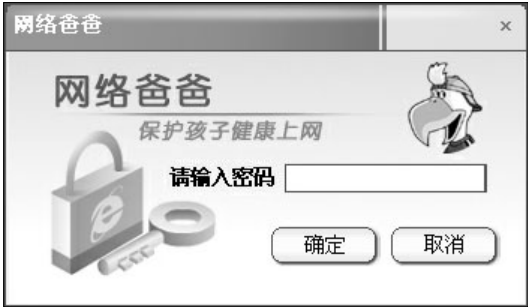 网络爸爸
网络爸爸
保护孩子健康上网
请输入密码
确定 取消